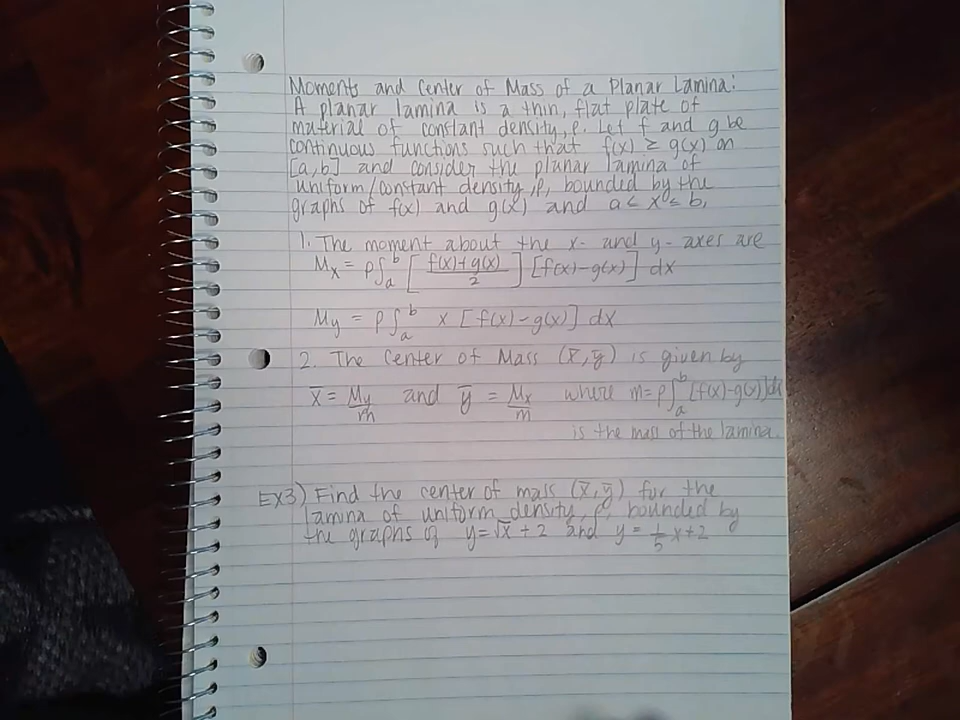 Moments and Center of Mass of a Planar Lamina:
A planar lamina is a thin, flat plate of
material of constant density, ρ. Let f and g be
continuous functions such that f(x) ≥ g(x) on
[a,b] and consider the planar lamina of
uniform/constant density, ρ, bounded by the
graphs of f(x) and g(x) and a ≤ x ≤ b.
1. The moment about the x- and y- axes are
Mx = ρ∫_a^b [(f(x)+g(x))/2] [f(x)-g(x)] dx
My = ρ∫_a^b x [f(x)-g(x)] dx
2. The Center of Mass (x̄,ȳ) is given by
x̄ = My/m and ȳ = Mx/m where m=ρ∫_a^b [f(x)-g(x)]dx
is the mass of the lamina.
Ex3) Find the center of mass (x̄,ȳ) for the
lamina of uniform density, ρ, bounded by
the graphs of y=√x + 2 and y = 1/5 x+2